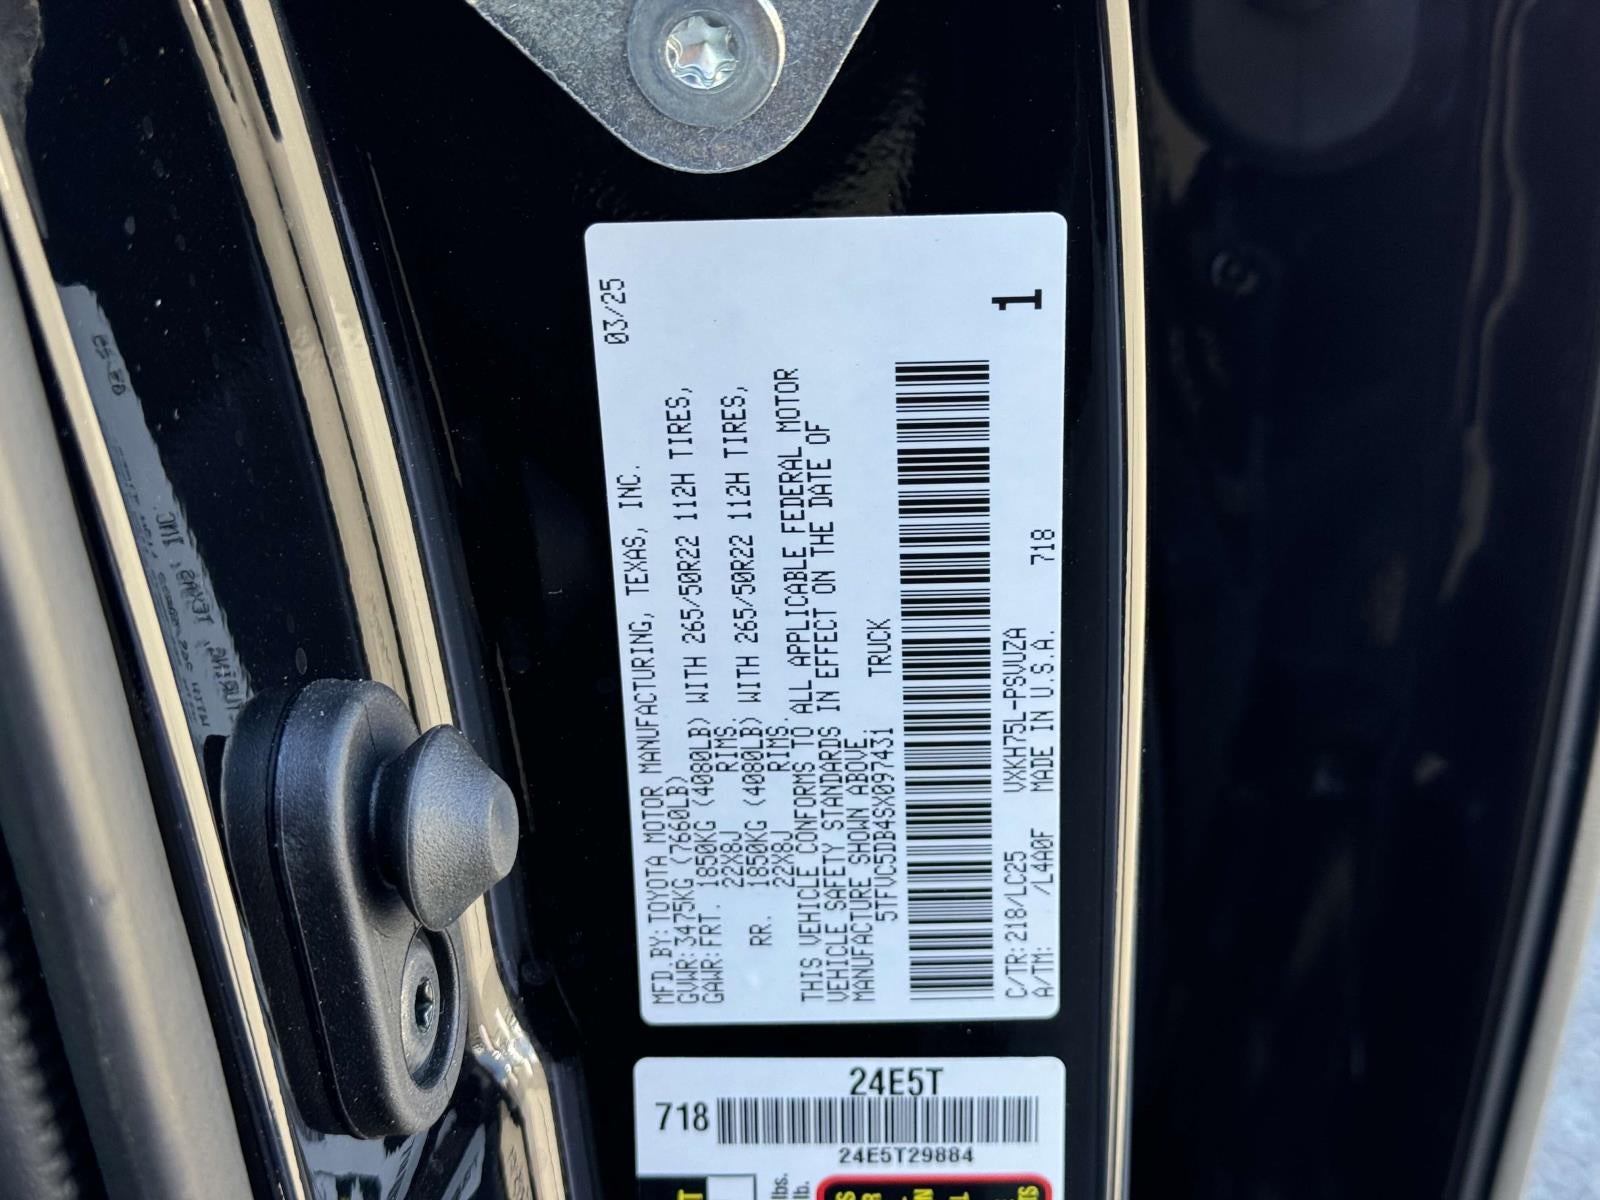 MFD.BY: TOYOTA MOTOR MANUFACTURING, TEXAS, INC. 03/25
GVWR: 3475KG (7660LB)
GAWR: FRT. 1850KG (4080LB) WITH 265/50R22 112H TIRES,
22X8J RIMS.
RR. 1850KG (4080LB) WITH 265/50R22 112H TIRES,
22X8J RIMS.
THIS VEHICLE CONFORMS TO ALL APPLICABLE FEDERAL MOTOR
VEHICLE SAFETY STANDARDS IN EFFECT ON THE DATE OF
MANUFACTURE SHOWN ABOVE.
5TFVC5DB4SX097431 TRUCK
C/TR: 218/LC25 VXKH75L-PSVUZA
A/TM: /L4A0F MADE IN U.S.A. 718
1
24E5T
718
24E5T29884
lbs.
lb.